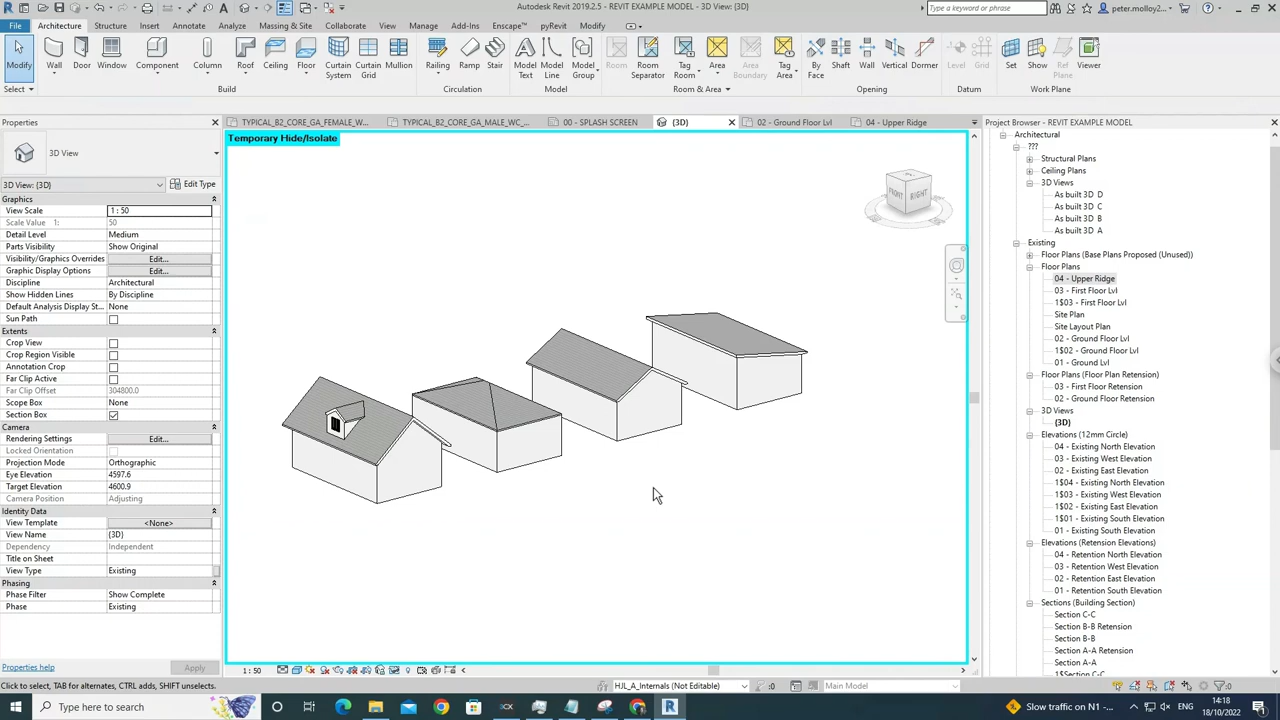 Autodesk Revit 2019.2.5 - REVIT EXAMPLE MODEL - 3D View: {3D}
Type a keyword or phrase
peter.molloy2...
File Architecture Structure Insert Annotate Analyze Massing & Site Collaborate View Manage Add-Ins Enscape™ RevitWorks Modify
Modify
Wall
Door
Window
Component
Column
Roof
Ceiling
Floor
Curtain System
Curtain Grid
Mullion
Railing
Ramp
Stair
Model Text
Model Line
Model Group
Room
Room Separator
Tag Room
Area
Area Boundary
Tag Area
By Face
Shaft
Wall
Vertical
Dormer
Level
Grid
Set
Show
Ref Plane
Viewer
Select
Build
Circulation
Model
Room & Area
Opening
Datum
Work Plane
Properties
TYPICAL_B2_CORE_GA_FEMALE_W...
TYPICAL_B2_CORE_GA_MALE_WC_...
00 - SPLASH SCREEN
{3D}
02 - Ground Floor Lvl
04 - Upper Ridge
Project Browser - REVIT EXAMPLE MODEL
Temporary Hide/Isolate
FRONT
RIGHT
3D View
3D View: {3D}
Edit Type
Graphics
View Scale 1 : 50
Scale Value 1: 50
Detail Level Medium
Parts Visibility Show Original
Visibility/Graphics Overrides Edit...
Graphic Display Options Edit...
Discipline Architectural
Show Hidden Lines By Discipline
Default Analysis Display St... None
Sun Path
Extents
Crop View
Crop Region Visible
Annotation Crop
Far Clip Active
Far Clip Offset 304800.0
Scope Box None
Section Box
Camera
Rendering Settings Edit...
Locked Orientation
Projection Mode Orthographic
Eye Elevation 4597.6
Target Elevation 4600.9
Camera Position Adjusting
Identity Data
View Template <None>
View Name {3D}
Dependency Independent
Title on Sheet
View Type Existing
Phasing
Phase Filter Show Complete
Phase Existing
Properties help
Apply
Architectural
???
Structural Plans
Ceiling Plans
3D Views
As built 3D D
As built 3D C
As built 3D B
As built 3D A
Existing
Floor Plans (Base Plans Proposed (Unused))
Floor Plans
04 - Upper Ridge
03 - First Floor Lvl
1$03 - First Floor Lvl
Site Plan
Site Layout Plan
02 - Ground Floor Lvl
1$02 - Ground Floor Lvl
01 - Ground Lvl
Floor Plans (Floor Plan Retention)
03 - First Floor Retention
02 - Ground Floor Retention
3D Views
{3D}
Elevations (12mm Circle)
04 - Existing North Elevation
03 - Existing West Elevation
02 - Existing East Elevation
1$04 - Existing North Elevation
1$03 - Existing West Elevation
1$02 - Existing East Elevation
1$01 - Existing South Elevation
01 - Existing South Elevation
Elevations (Retention Elevations)
04 - Retention North Elevation
03 - Retention West Elevation
02 - Retention East Elevation
01 - Retention South Elevation
Sections (Building Section)
Section C-C
Section B-B Retention
Section B-B
Section A-A Retention
Section A-A
1$Section C-C
1 : 50
Click to select, TAB for alternates, CTRL adds, SHIFT unselects.
HJL_A_Internals (Not Editable)
:0
Main Model
:0
Type here to search
Slow traffic on N1 - ...
ENG
14:18
18/10/2022